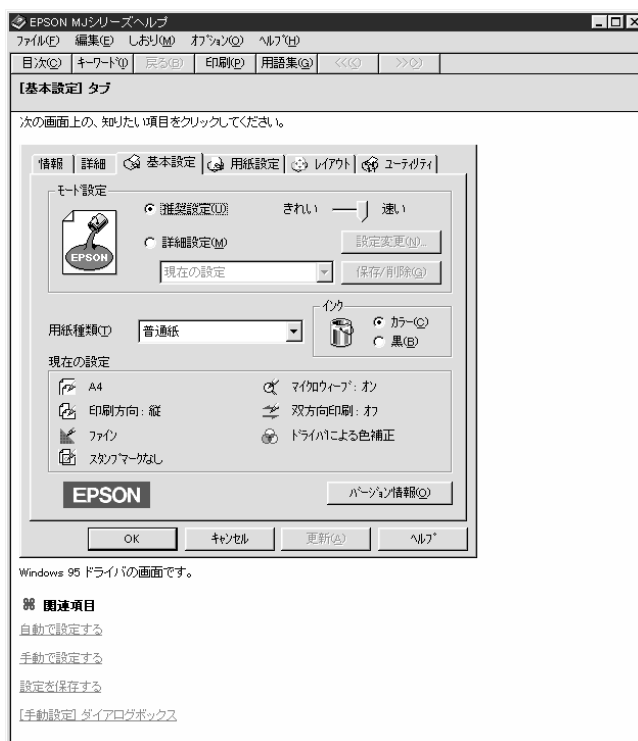 EPSON MJシリーズヘルプ
ファイル(F) 編集(E) しおり(M) オプション(O) ヘルプ(H)
目次(C) キーワード(I) 戻る(B) 印刷(P) 用語集(G) <<(,) >>(.)
[基本設定] タブ
次の画面上の、知りたい項目をクリックしてください。
情報 詳細 基本設定 用紙設定 レイアウト ユーティリティ
モード設定
推奨設定(U) きれい 速い
詳細設定(M) 設定変更(N)...
EPSON
現在の設定 保存/削除(G)
インク
用紙種類(T) 普通紙 カラー(C)
黒(B)
現在の設定
A4 マイクロウィーブ: オン
印刷方向: 縦 双方向印刷: オフ
ファイン ドライバによる色補正
スタンプマークなし
EPSON バージョン情報(O)
OK キャンセル 更新(A) ヘルプ
Windows 95 ドライバの画面です。
⌘ 関連項目
自動で設定する
手動で設定する
設定を保存する
[手動設定] ダイアログボックス